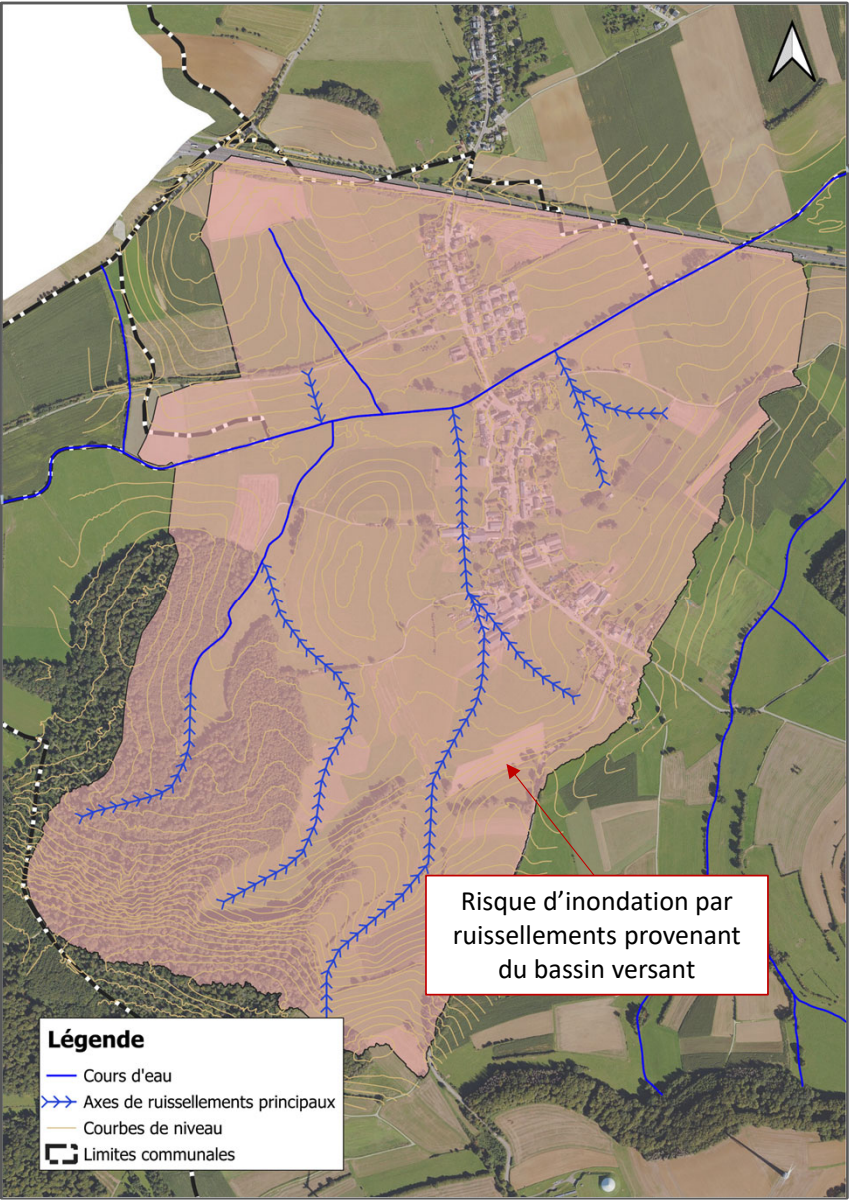 Risque d’inondation par
ruissellements provenant
du bassin versant
Légende
Cours d'eau
Axes de ruissellements principaux
Courbes de niveau
Limites communales